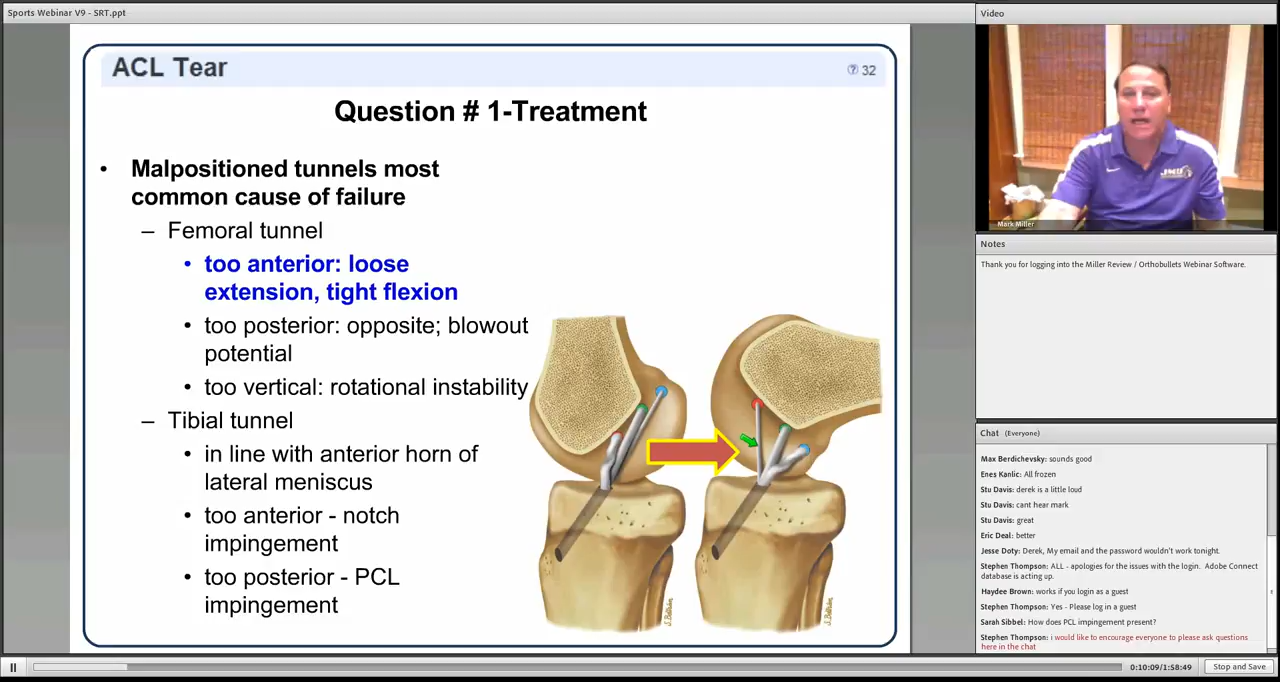 Sports Webinar V9 - SRT.ppt
ACL Tear
32
Question # 1-Treatment
• Malpositioned tunnels most
common cause of failure
– Femoral tunnel
• too anterior: loose
extension, tight flexion
• too posterior: opposite; blowout
potential
• too vertical: rotational instability
– Tibial tunnel
• in line with anterior horn of
lateral meniscus
• too anterior - notch
impingement
• too posterior - PCL
impingement
Video
JMU
Mark Miller
Notes
Thank you for logging into the Miller Review / Orthobullets Webinar Software.
Chat (Everyone)
Max Berdichevsky: sounds good
Enes Kanlic: All frozen
Stu Davis: derek is a little loud
Stu Davis: cant hear mark
Stu Davis: great
Eric Deal: better
Jesse Doty: Derek, My email and the password wouldn't work tonight.
Stephen Thompson: ALL - apologies for the issues with the login. Adobe Connect
database is acting up.
Haydee Brown: works if you login as a guest
Stephen Thompson: Yes - Please log in a guest
Sarah Sibbel: How does PCL impingement present?
Stephen Thompson: i would like to encourage everyone to please ask questions
here in the chat
0:10:09/1:58:49
Stop and Save